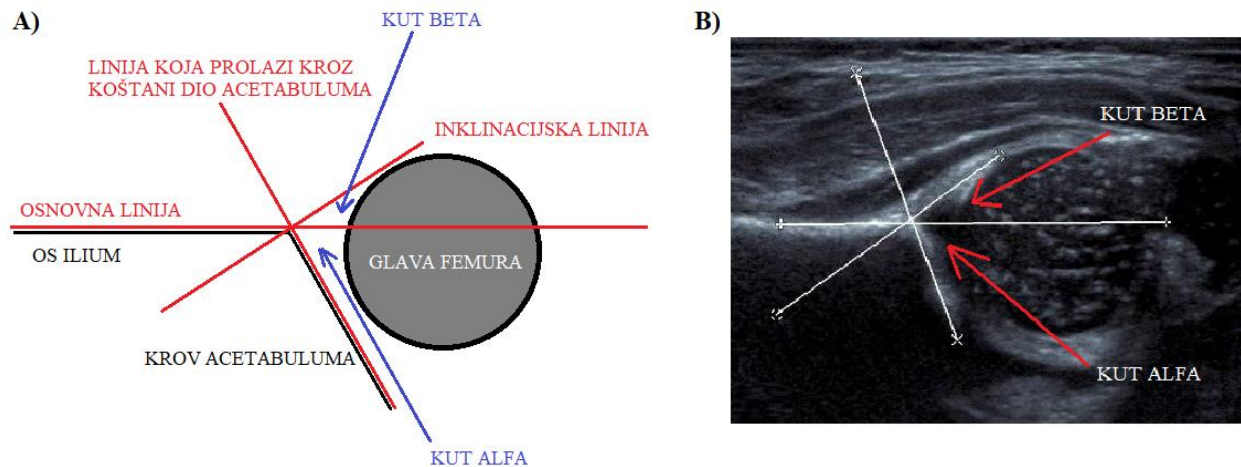 A)
KUT BETA
LINIJA KOJA PROLAZI KROZ
KOŠTANI DIO ACETABULUMA
INKLINACIJSKA LINIJA
OSNOVNA LINIJA
OS ILIUM
GLAVA FEMURA
KROV ACETABULUMA
KUT ALFA
B)
KUT BETA
KUT ALFA